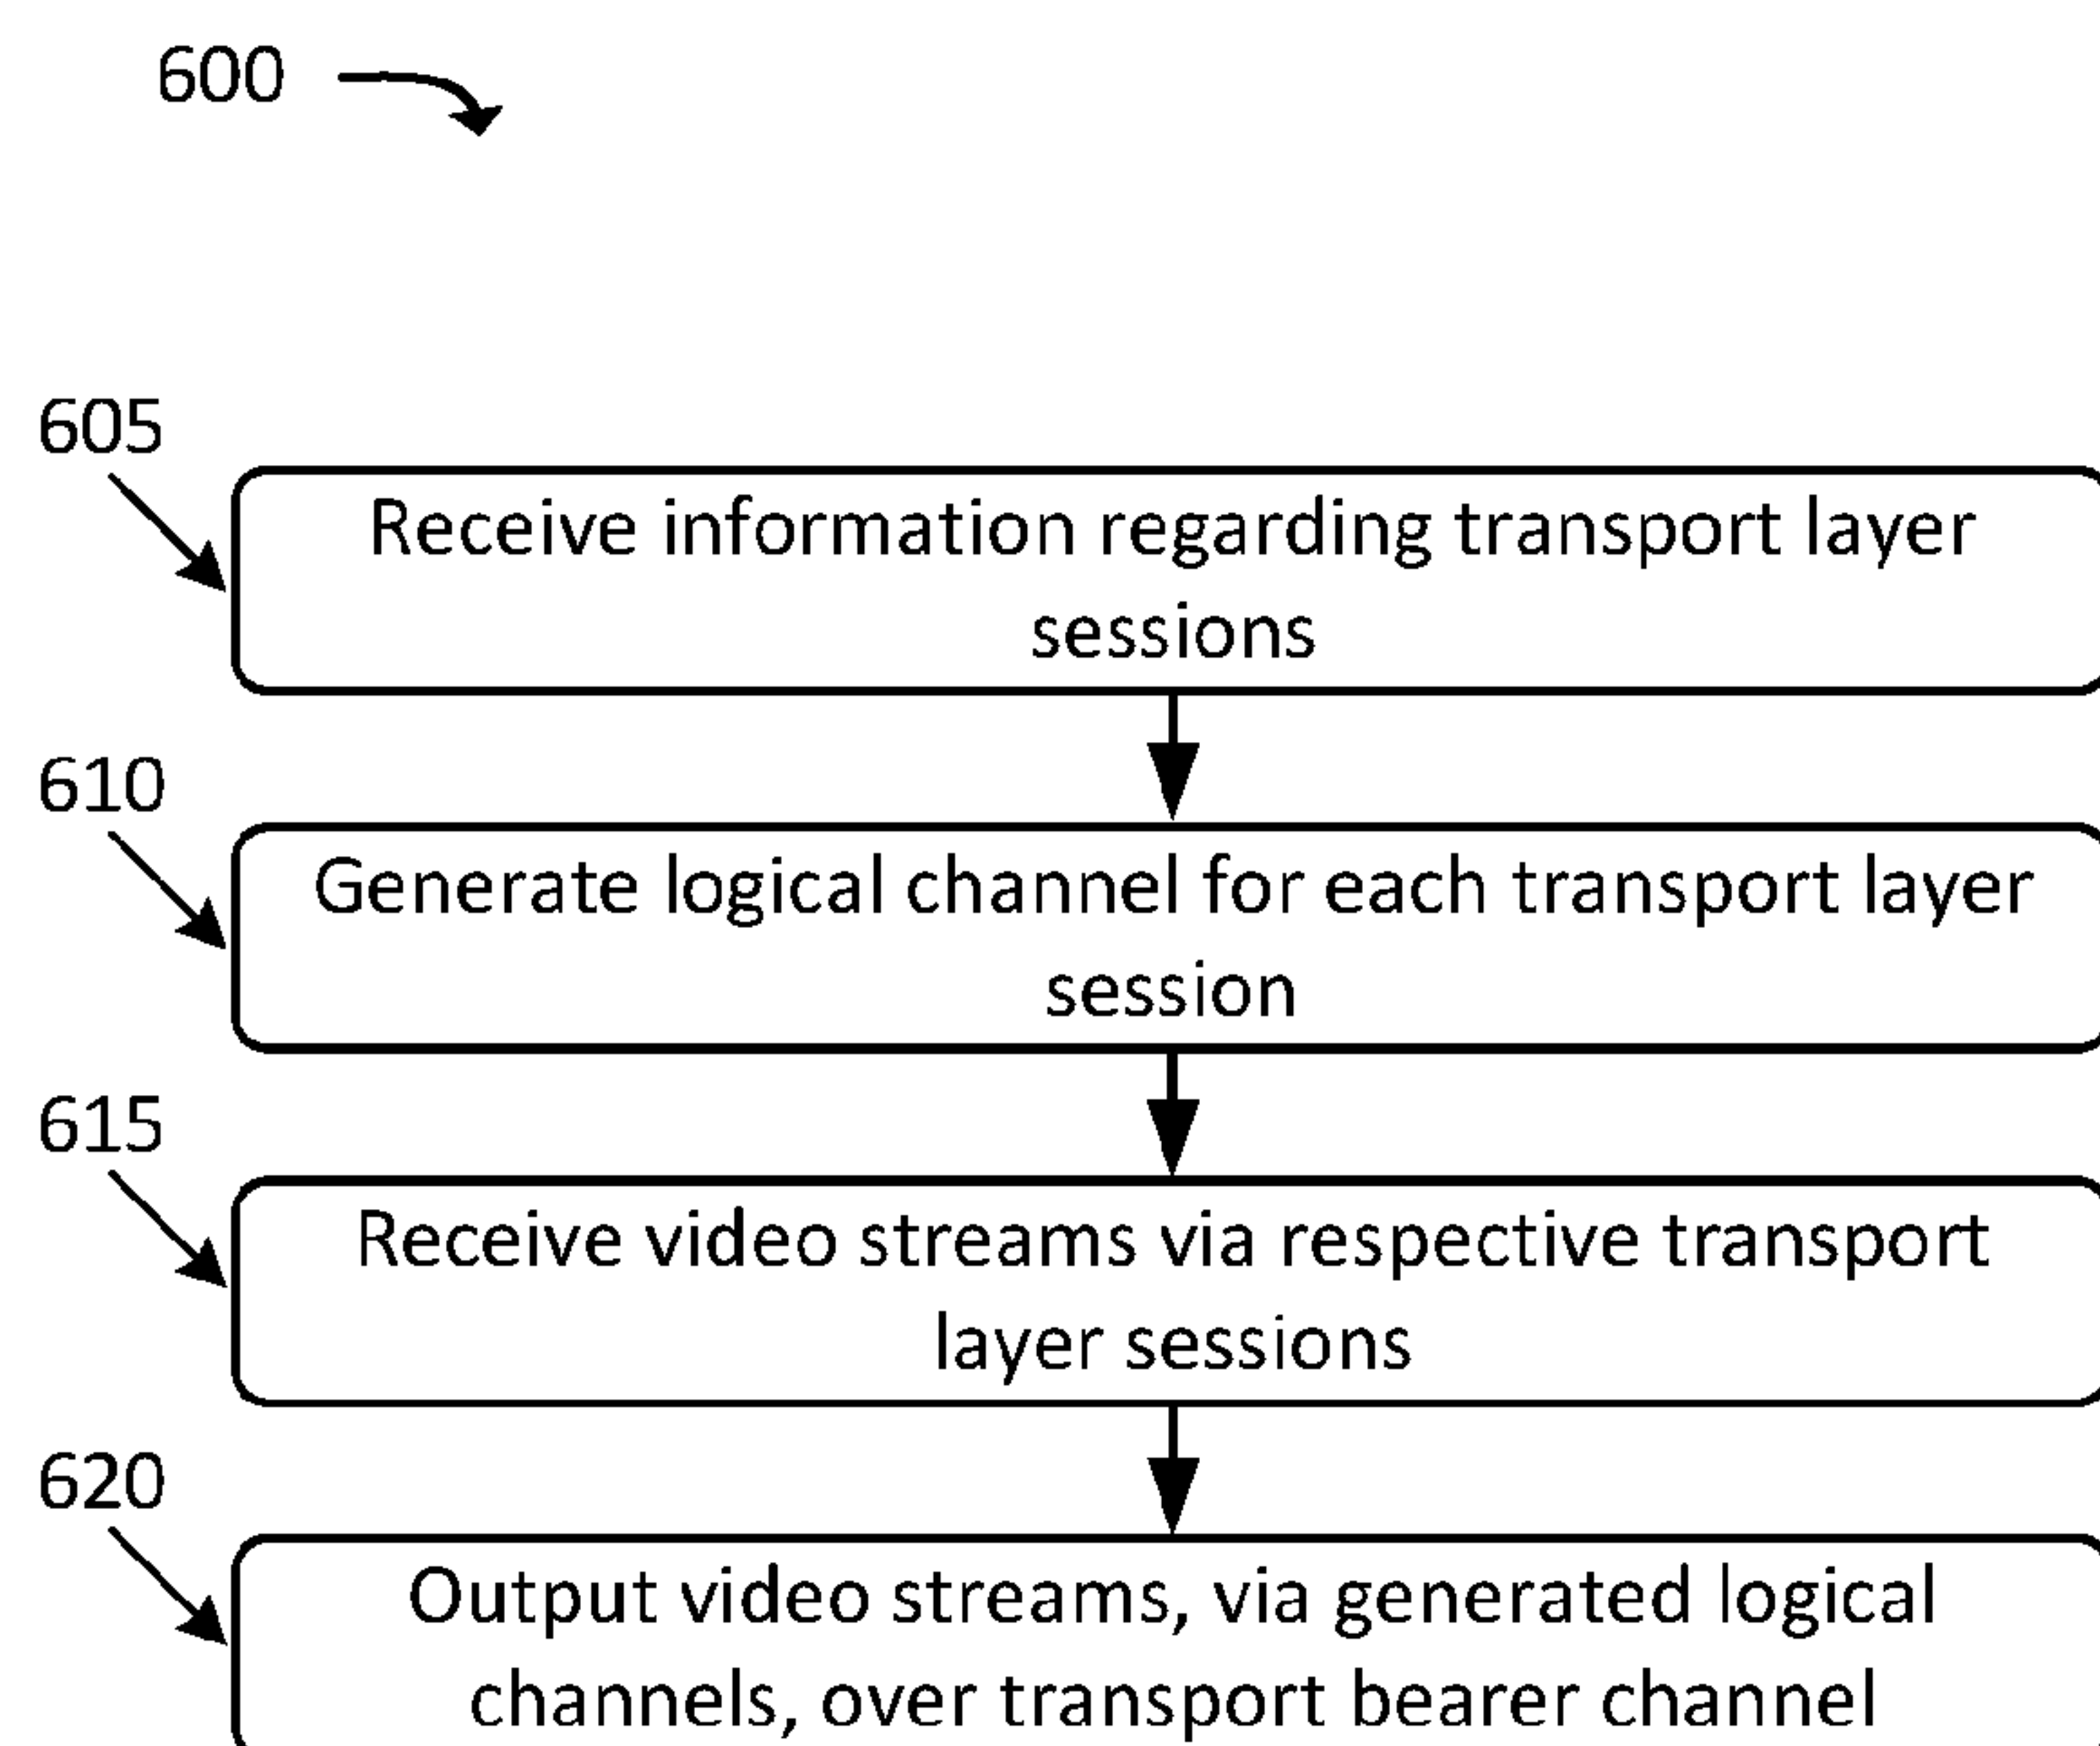 600
605
Receive information regarding transport layer
sessions
610
Generate logical channel for each transport layer
session
615
Receive video streams via respective transport
layer sessions
620
Output video streams, via generated logical
channels, over transport bearer channel